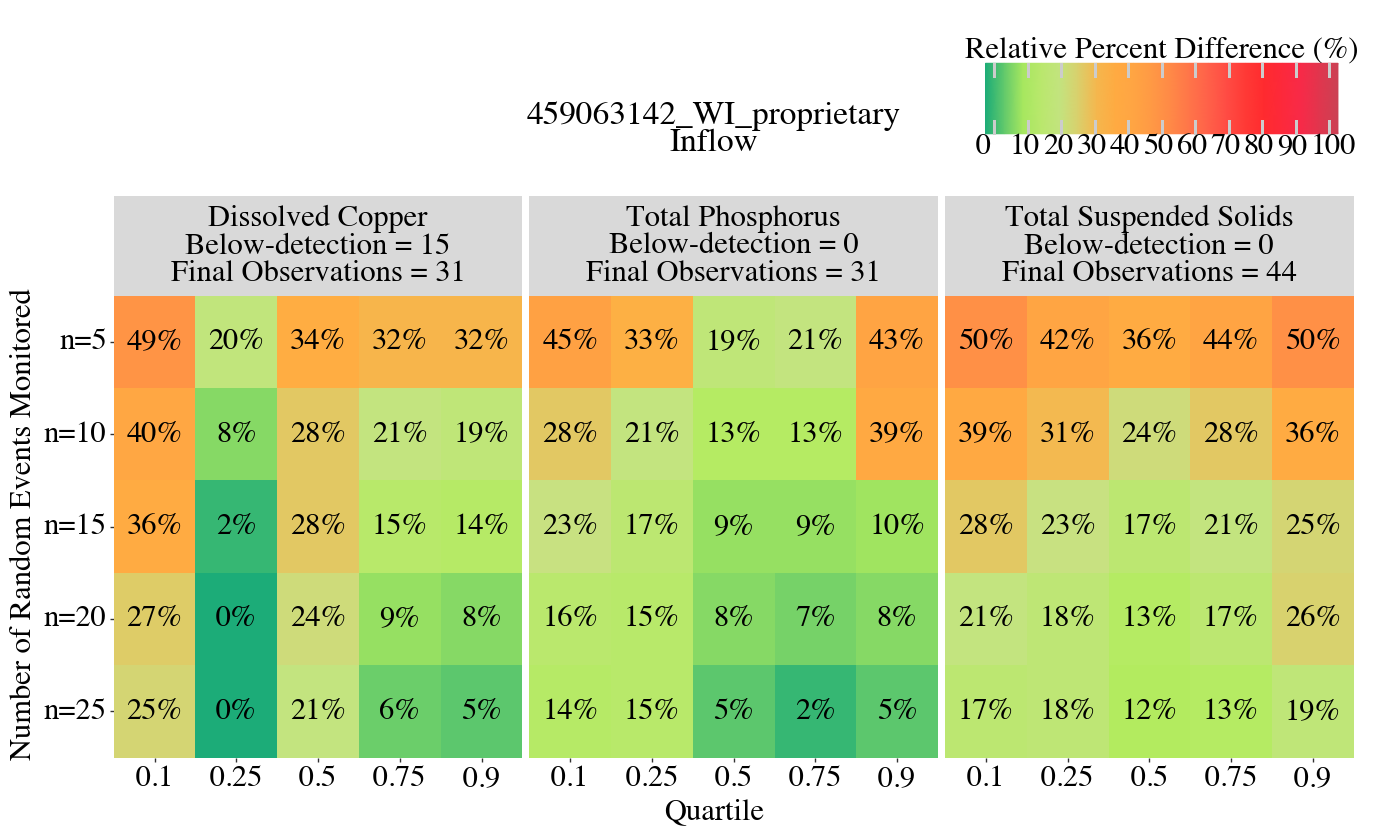 Relative Percent Difference (%)
0 10 20 30 40 50 60 70 80 90 100
459063142_WI_proprietary
Inflow
Dissolved Copper
Below-detection = 15
Final Observations = 31
Total Phosphorus
Below-detection = 0
Final Observations = 31
Total Suspended Solids
Below-detection = 0
Final Observations = 44
Number of Random Events Monitored
n=5 49% 20% 34% 32% 32% 45% 33% 19% 21% 43% 50% 42% 36% 44% 50%
n=10 40% 8% 28% 21% 19% 28% 21% 13% 13% 39% 39% 31% 24% 28% 36%
n=15 36% 2% 28% 15% 14% 23% 17% 9% 9% 10% 28% 23% 17% 21% 25%
n=20 27% 0% 24% 9% 8% 16% 15% 8% 7% 8% 21% 18% 13% 17% 26%
n=25 25% 0% 21% 6% 5% 14% 15% 5% 2% 5% 17% 18% 12% 13% 19%
0.1 0.25 0.5 0.75 0.9 0.1 0.25 0.5 0.75 0.9 0.1 0.25 0.5 0.75 0.9
Quartile